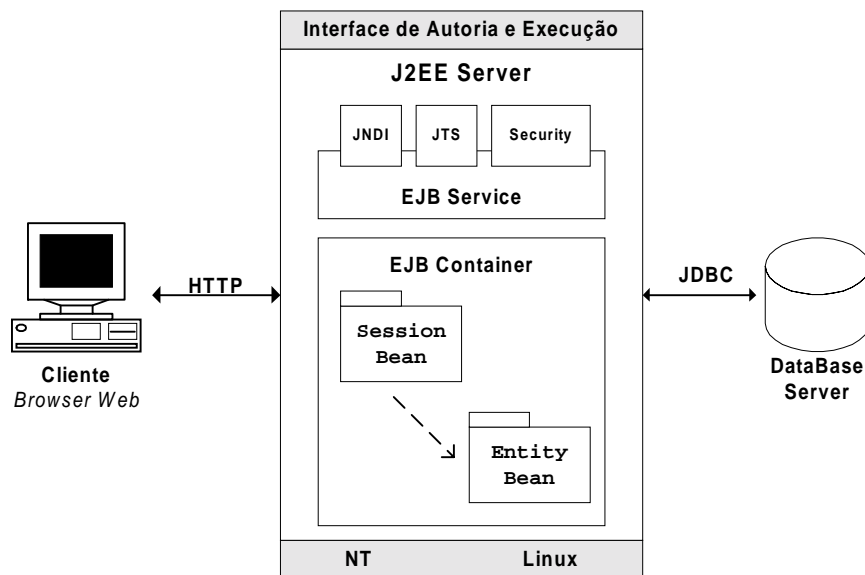 Interface de Autoria e Execução
J2EE Server
JNDI
JTS
Security
EJB Service
EJB Container
HTTP
JDBC
Session
Bean
Cliente
Browser Web
DataBase
Server
Entity
Bean
NT
Linux